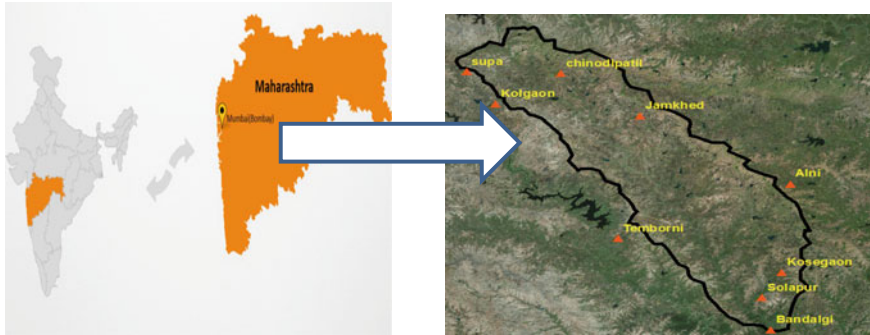 Maharashtra
Mumbai(Bombay)
supa
chinodipatil
Kolgaon
Jamkhed
Alni
Temborni
Kosegaon
Solapur
Bandalgi